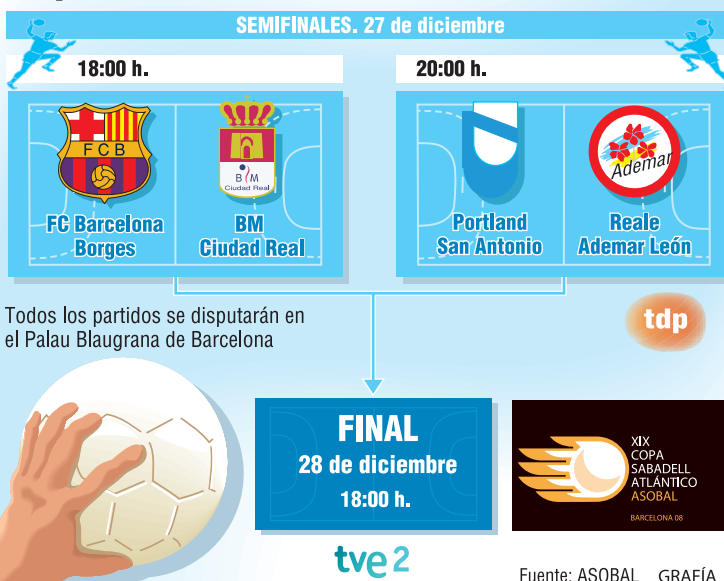 SEMIFINALES. 27 de diciembre
18:00 h.
20:00 h.
FCB
FC Barcelona
Borges
B M
Ciudad Real
BM
Ciudad Real
Portland
San Antonio
Ademar
Reale
Ademar León
Todos los partidos se disputarán en
el Palau Blaugrana de Barcelona
tdp
FINAL
28 de diciembre
18:00 h.
XIX
COPA
SABADELL
ATLÁNTICO
ASOBAL
BARCELONA 08
tve2
Fuente: ASOBAL GRAFÍA